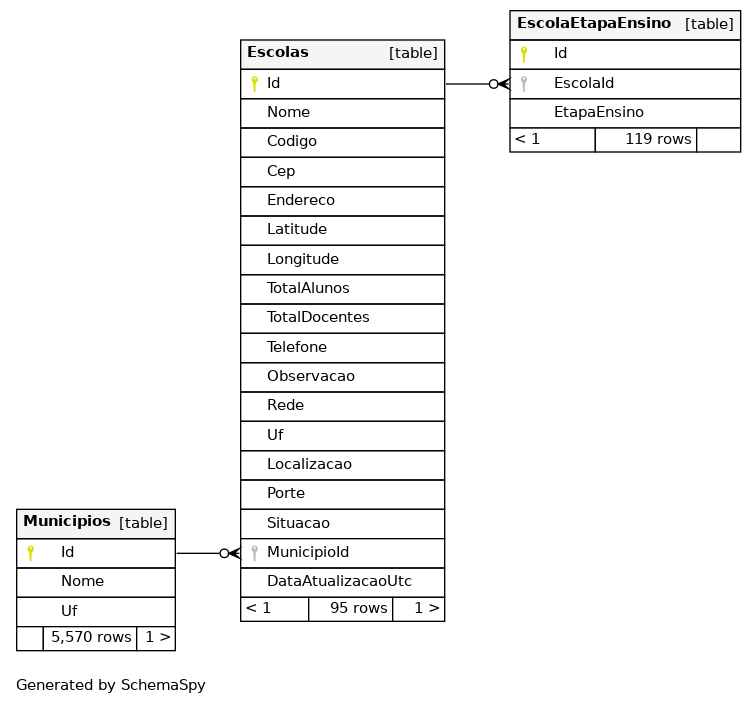 EscolaEtapaEnsino [table]
Id
EscolaId
EtapaEnsino
< 1 119 rows
Escolas [table]
Id
Nome
Codigo
Cep
Endereco
Latitude
Longitude
TotalAlunos
TotalDocentes
Telefone
Observacao
Rede
Uf
Localizacao
Porte
Situacao
MunicipioId
DataAtualizacaoUtc
< 1 95 rows 1 >
Municipios [table]
Id
Nome
Uf
5,570 rows 1 >
Generated by SchemaSpy